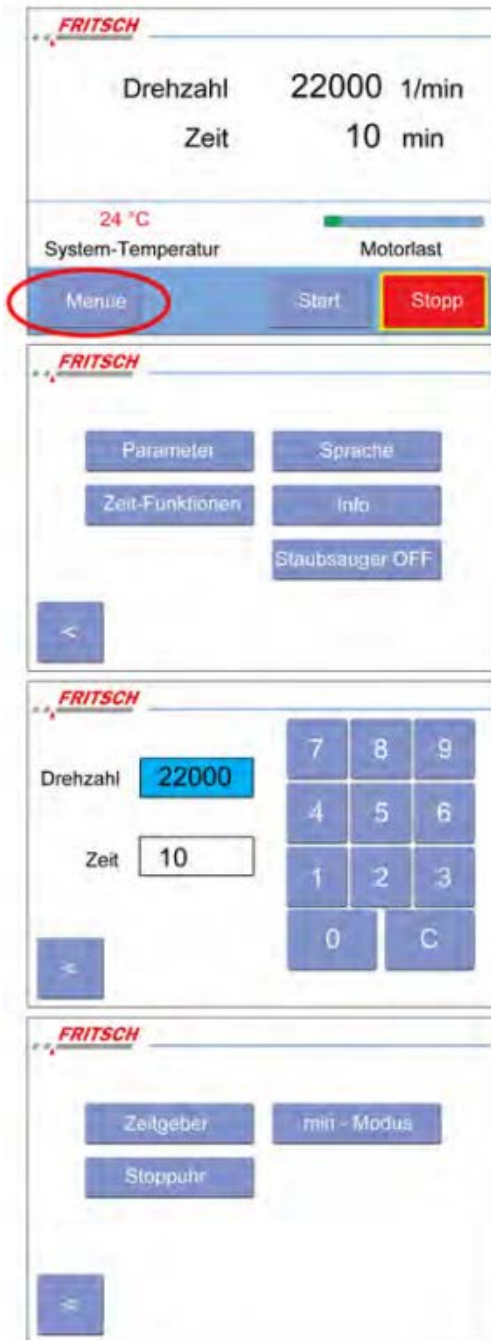 FRITSCH
Drehzahl 22000 1/min
Zeit 10 min
24 °C
System-Temperatur Motorlast
Menue Start Stopp
FRITSCH
Parameter Sprache
Zeit-Funktionen Info
Staubsauger OFF
<
FRITSCH
7 8 9
Drehzahl 22000
4 5 6
Zeit 10
1 2 3
0 C
<
FRITSCH
Zeitgeber min - Modus
Stoppuhr
<